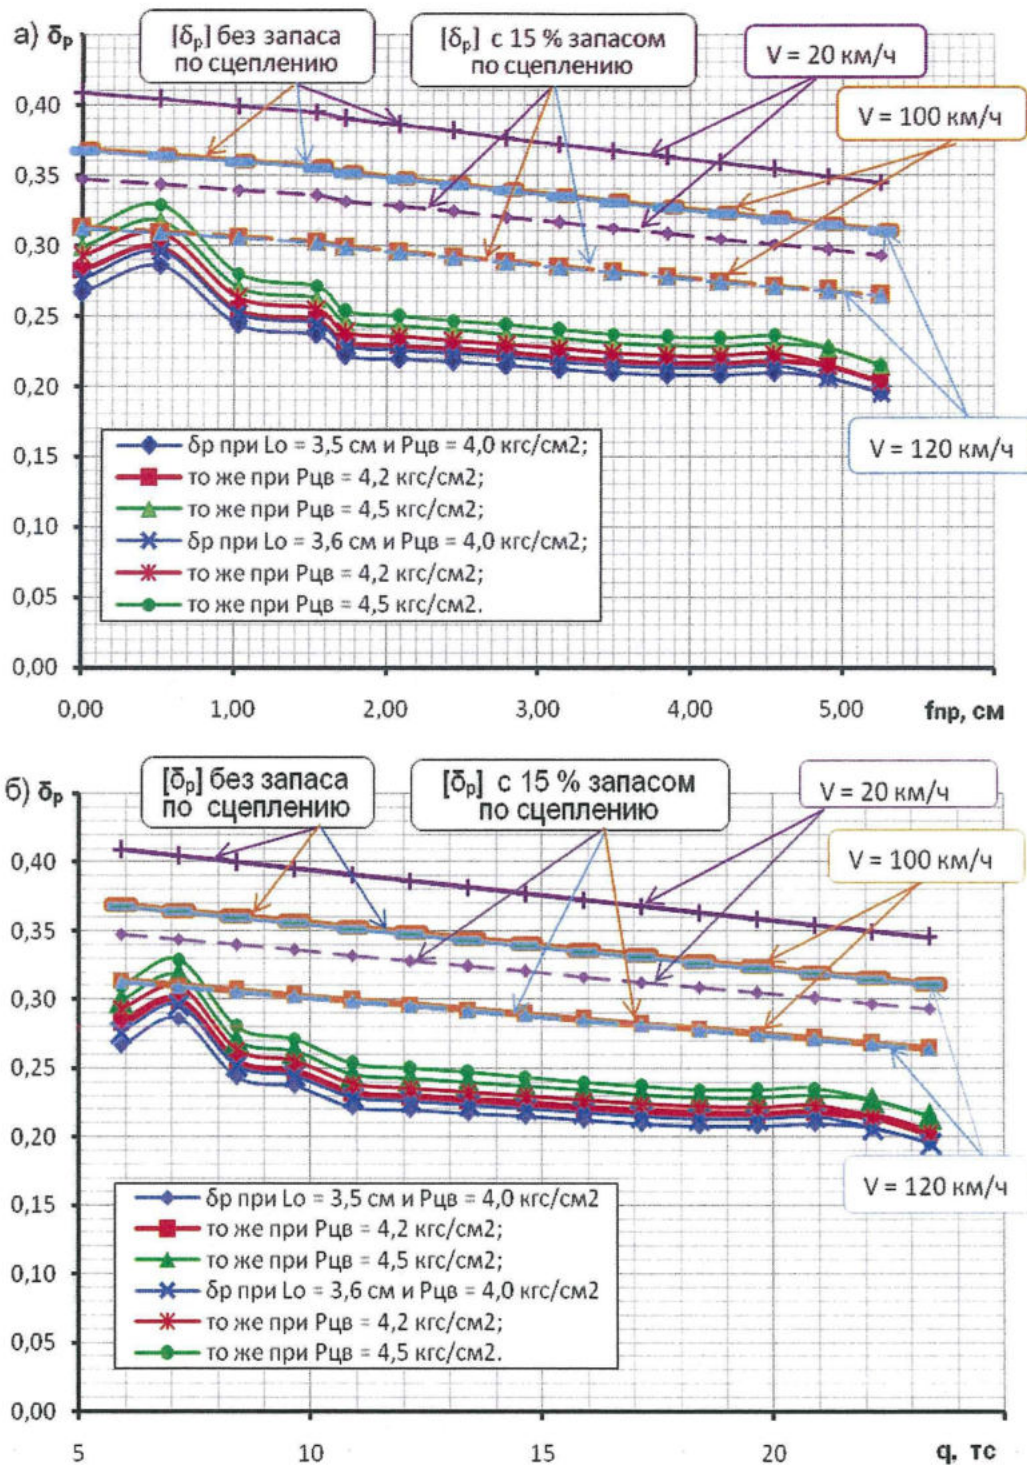 а) δр
[δр] без запаса
по сцеплению
[δр] с 15 % запасом
по сцеплению
V = 20 км/ч
V = 100 км/ч
V = 120 км/ч
0,40
0,35
0,30
0,25
0,20
0,15
0,10
0,05
0,00
δр при Lo = 3,5 см и Рцв = 4,0 кгс/см2;
то же при Рцв = 4,2 кгс/см2;
то же при Рцв = 4,5 кгс/см2;
δр при Lo = 3,6 см и Рцв = 4,0 кгс/см2;
то же при Рцв = 4,2 кгс/см2;
то же при Рцв = 4,5 кгс/см2.
0,00 1,00 2,00 3,00 4,00 5,00 fпр, см
б) δр
[δр] без запаса
по сцеплению
[δр] с 15 % запасом
по сцеплению
V = 20 км/ч
V = 100 км/ч
V = 120 км/ч
0,40
0,35
0,30
0,25
0,20
0,15
0,10
0,05
0,00
δр при Lo = 3,5 см и Рцв = 4,0 кгс/см2
то же при Рцв = 4,2 кгс/см2;
то же при Рцв = 4,5 кгс/см2;
δр при Lo = 3,6 см и Рцв = 4,0 кгс/см2
то же при Рцв = 4,2 кгс/см2;
то же при Рцв = 4,5 кгс/см2.
5 10 15 20 q, тс